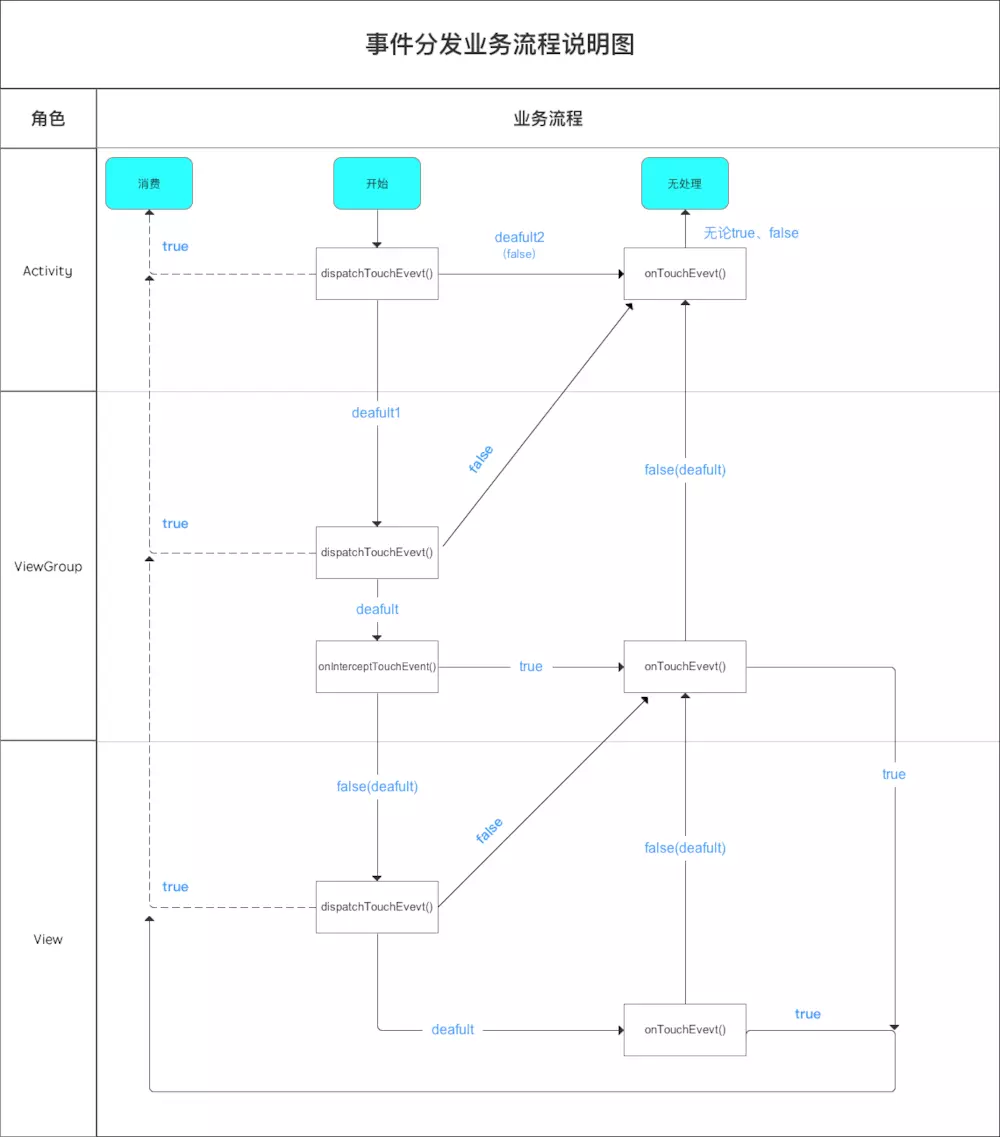 事件分发业务流程说明图
角色
业务流程
消费
开始
无处理
true
deafult2
(false)
无论true、false
Activity
dispatchTouchEvevt()
onTouchEvevt()
deafult1
false
false(deafult)
true
dispatchTouchEvevt()
ViewGroup
deafult
onInterceptTouchEvent()
true
onTouchEvevt()
true
false(deafult)
false
false(deafult)
true
dispatchTouchEvevt()
View
deafult
onTouchEvevt()
true